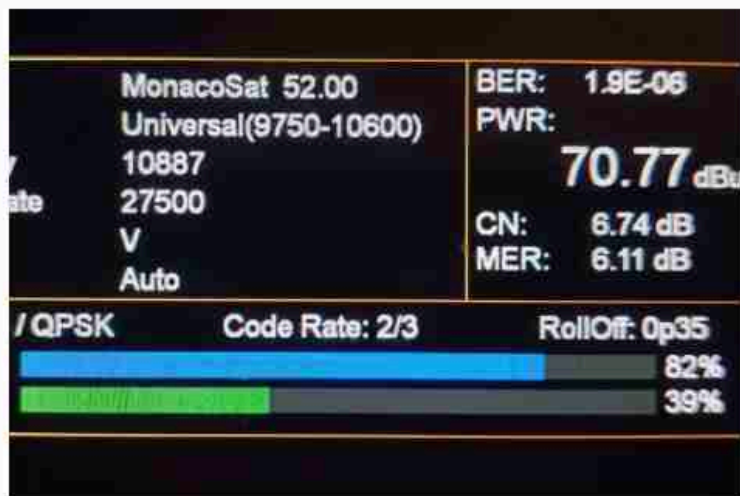 MonacoSat 52.00
Universal(9750-10600)
10887
27500
V
Auto
BER: 1.9E-06
PWR:
70.77 dBu
CN: 6.74 dB
MER: 6.11 dB
/ QPSK Code Rate: 2/3 RollOff: 0p35
82%
39%